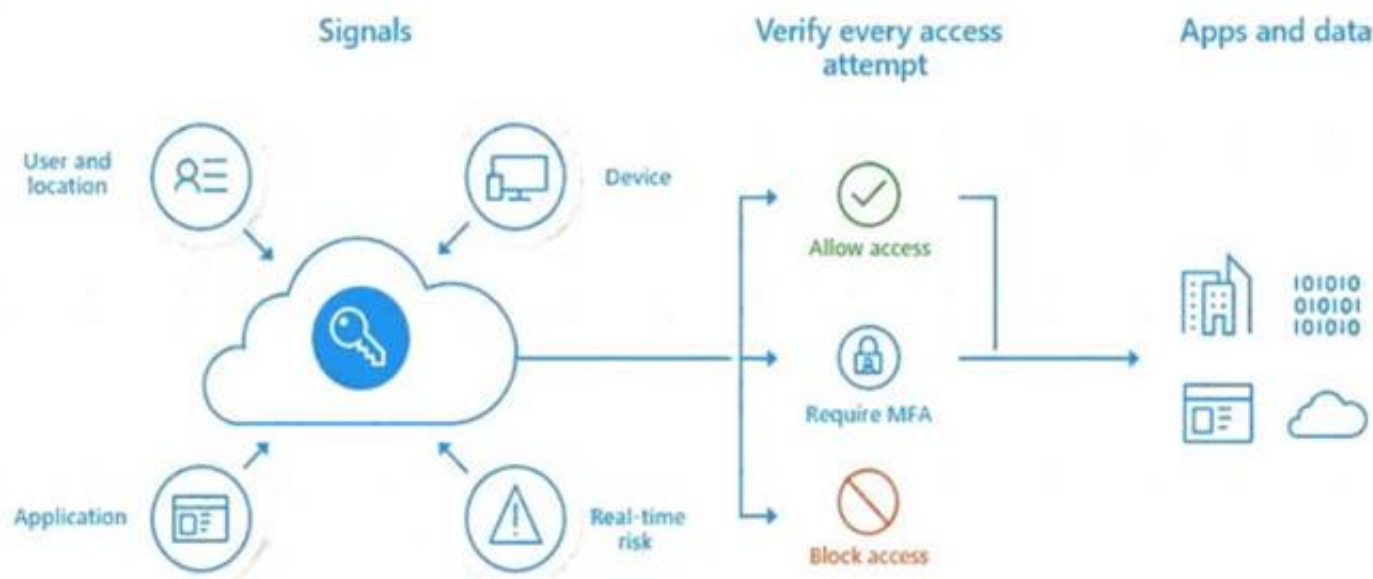 Signals
Verify every access
attempt
Apps and data
User and
location
Device
Allow access
101010
010101
101010
Require MFA
Application
Real-time
risk
Block access